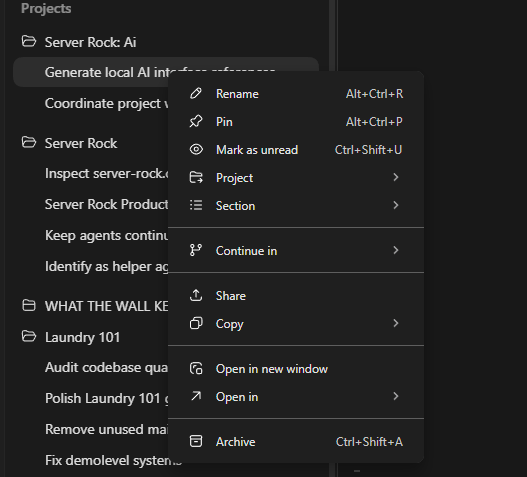 Projects
Server Rock: Ai
Generate local AI interface references
Coordinate project
Server Rock
Inspect server-rock.
Server Rock Product
Keep agents continu
Identify as helper ag
WHAT THE WALL KE
Laundry 101
Audit codebase qua
Polish Laundry 101 g
Remove unused mai
Fix demolevel systems
Rename Alt+Ctrl+R
Pin Alt+Ctrl+P
Mark as unread Ctrl+Shift+U
Project
Section
Continue in
Share
Copy
Open in new window
Open in
Archive Ctrl+Shift+A